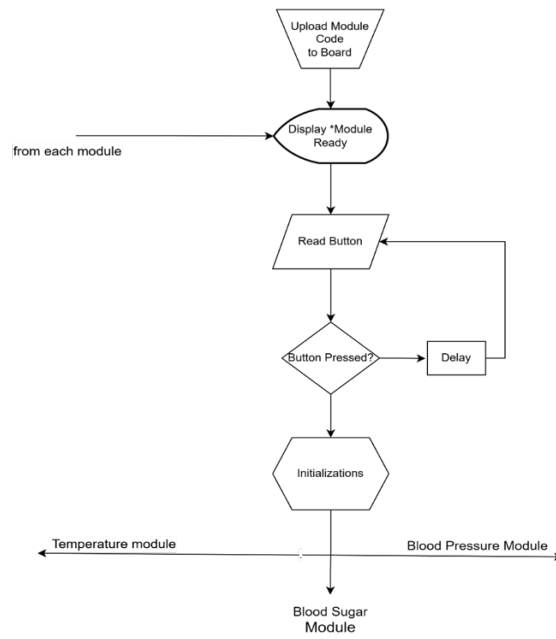 Upload Module
Code
to Board
Display *Module
Ready
from each module
Read Button
Button Pressed?
Delay
Initializations
Temperature module
Blood Pressure Module
Blood Sugar
Module